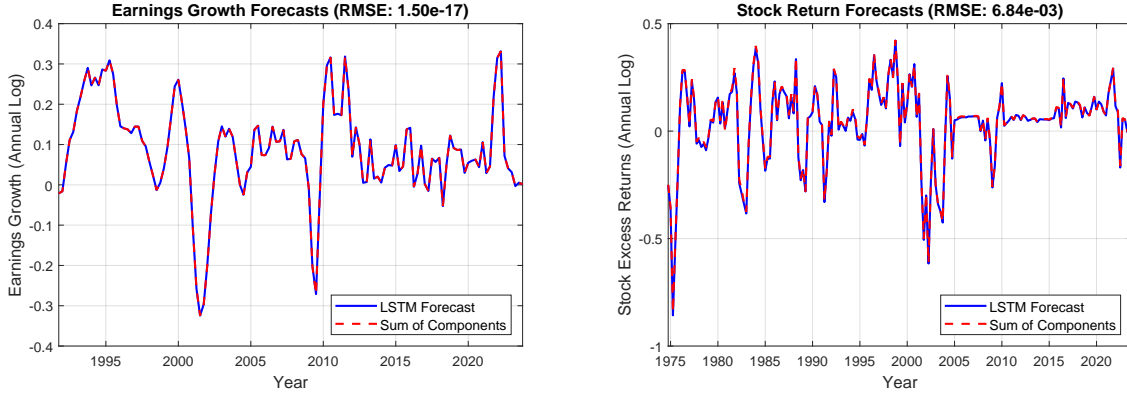 Earnings Growth Forecasts (RMSE: 1.50e-17)
Earnings Growth (Annual Log)
0.4
0.3
0.2
0.1
0
-0.1
-0.2
-0.3
-0.4
1995
2000
2005
2010
2015
2020
Year
LSTM Forecast
Sum of Components
Stock Return Forecasts (RMSE: 6.84e-03)
Stock Excess Returns (Annual Log)
0.5
0
-0.5
-1
1975
1980
1985
1990
1995
2000
2005
2010
2015
2020
Year
LSTM Forecast
Sum of Components